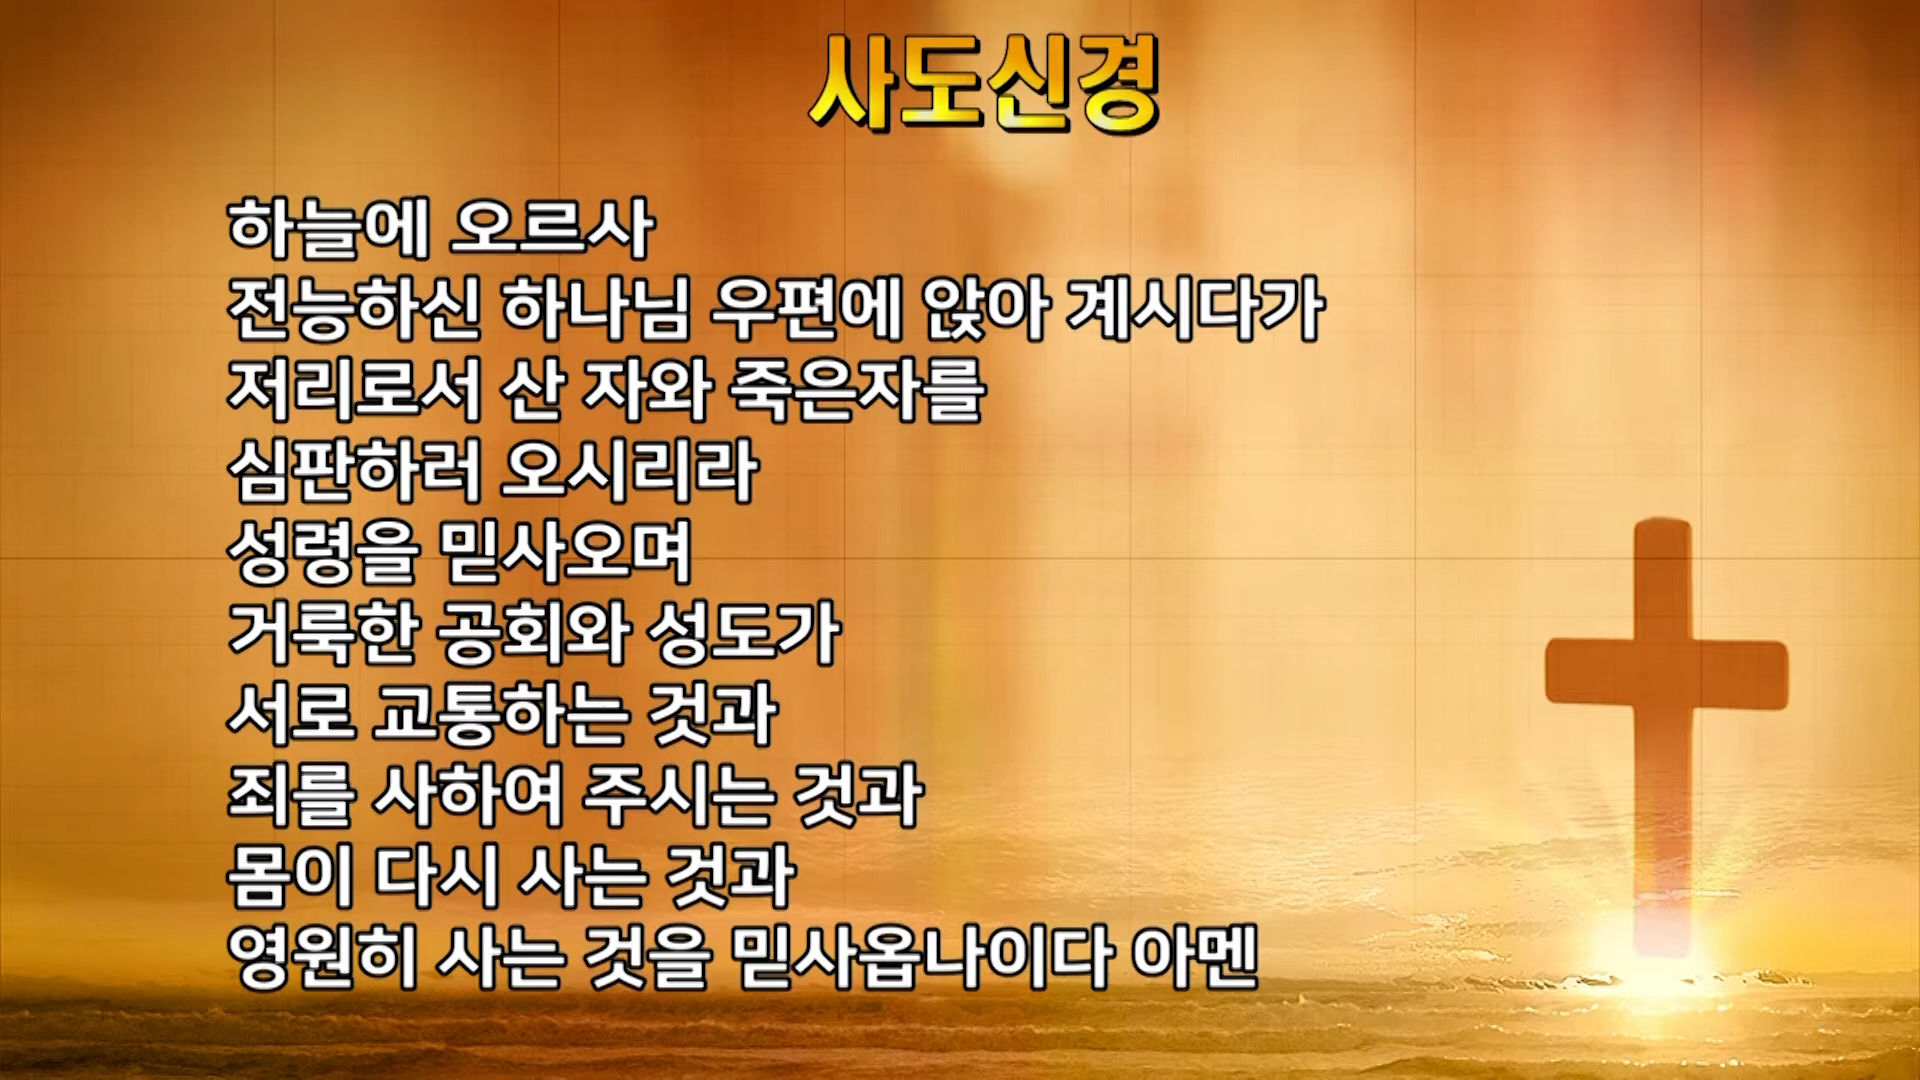 사도신경
하늘에 오르사
전능하신 하나님 우편에 앉아 계시다가
저리로서 산 자와 죽은자를
심판하러 오시리라
성령을 믿사오며
거룩한 공회와 성도가
서로 교통하는 것과
죄를 사하여 주시는 것과
몸이 다시 사는 것과
영원히 사는 것을 믿사옵나이다 아멘